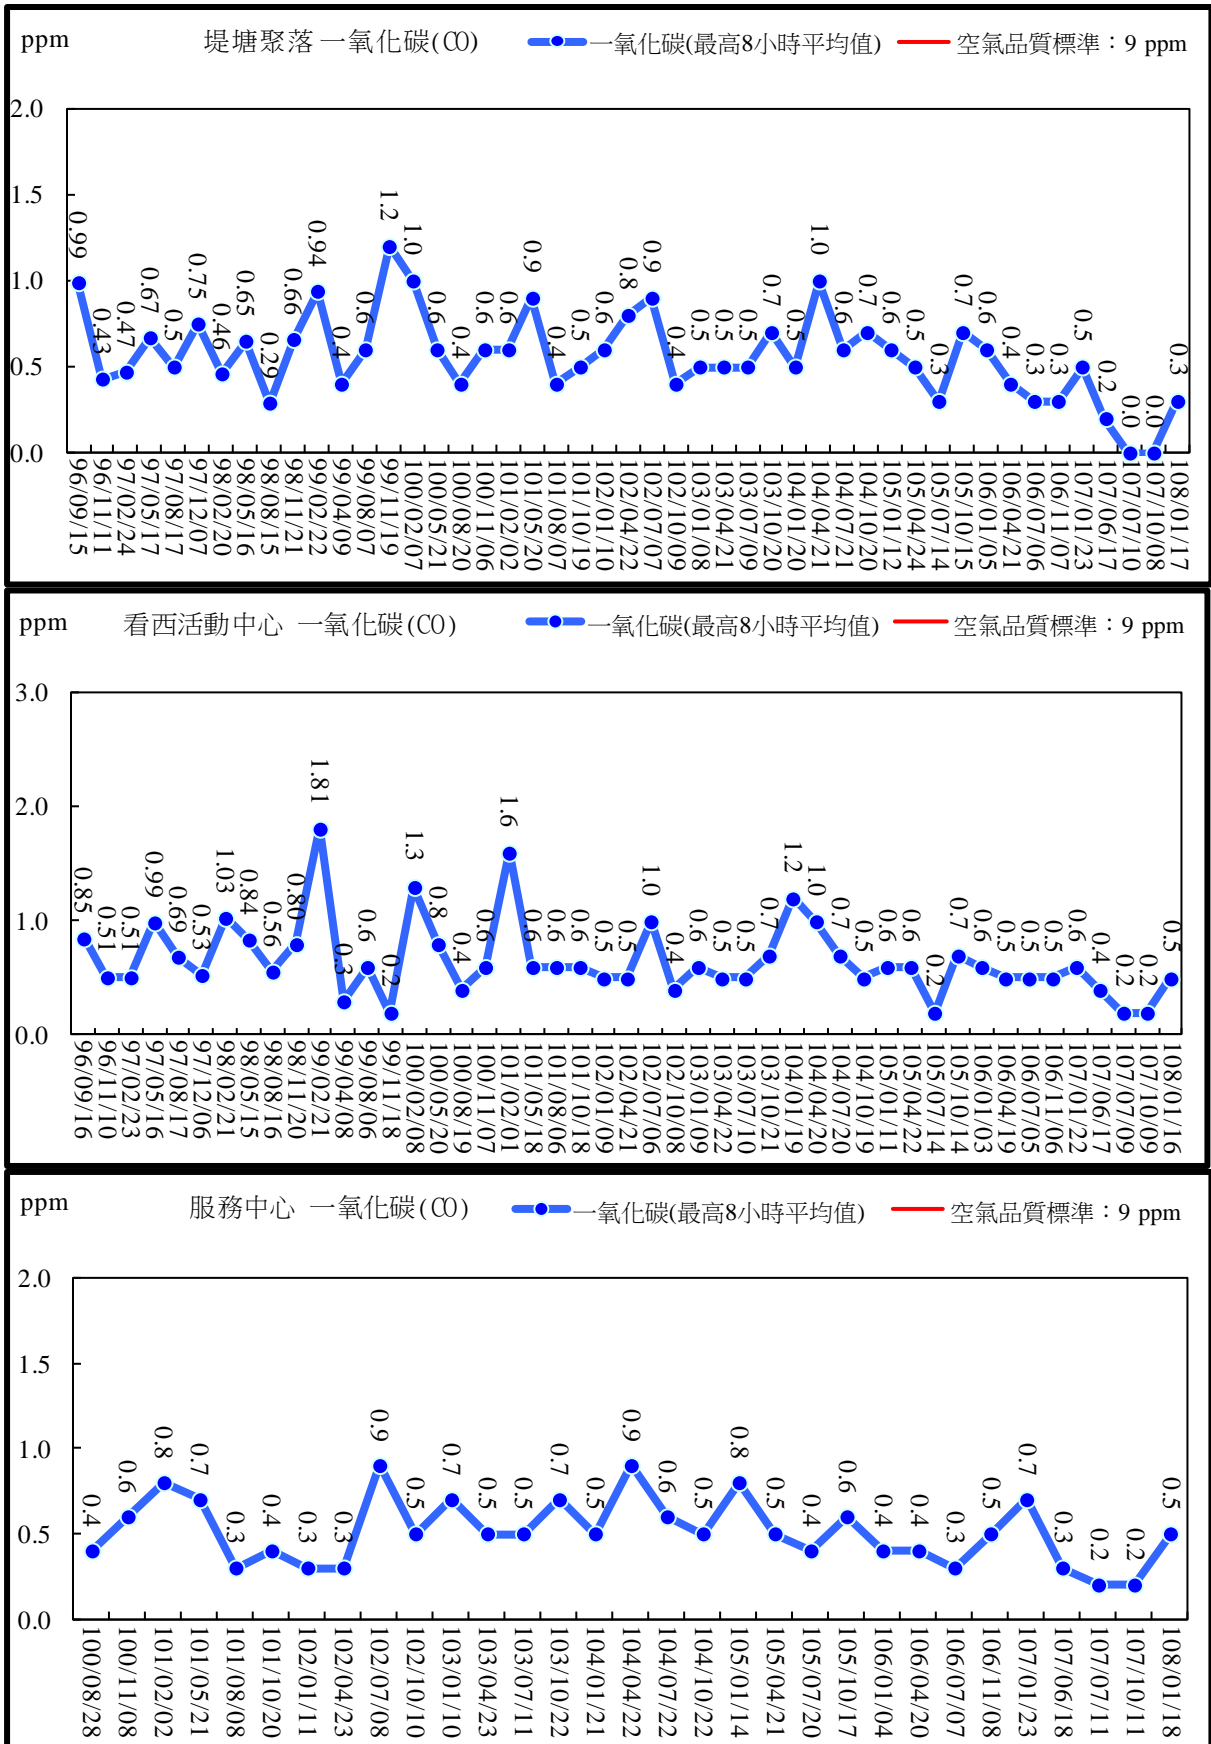 ppm 堤塘聚落 一氧化碳(CO) 一氧化碳(最高8小時平均值) 空氣品質標準：9 ppm
2.0
1.5
1.0
0.5
0.0
0.99 0.43 0.47 0.67 0.5 0.75 0.46 0.65 0.29 0.66 0.94 0.4 0.6 1.2 1.0 0.6 0.4 0.6 0.6 0.9 0.4 0.5 0.6 0.8 0.9 0.4 0.5 0.5 0.5 0.7 0.5 1.0 0.6 0.7 0.6 0.5 0.3 0.7 0.6 0.4 0.3 0.3 0.5 0.2 0.0 0.0 0.3
96/09/15 96/11/11 97/02/24 97/05/17 97/08/17 97/12/07 98/02/20 98/05/16 98/08/15 98/11/21 99/02/22 99/04/09 99/08/07 99/11/19 100/02/07 100/05/21 100/08/20 100/11/06 101/02/02 101/05/20 101/08/07 101/10/19 102/01/10 102/04/22 102/07/07 102/10/09 103/01/08 103/04/21 103/07/09 103/10/20 104/01/20 104/04/21 104/07/21 104/10/20 105/01/12 105/04/24 105/07/14 105/10/15 106/01/05 106/04/21 106/07/06 106/11/07 107/01/23 107/06/17 107/07/10 107/10/08 108/01/17
ppm 看西活動中心 一氧化碳(CO) 一氧化碳(最高8小時平均值) 空氣品質標準：9 ppm
3.0
2.0
1.0
0.0
0.85 0.51 0.51 0.99 0.69 0.53 1.03 0.84 0.56 0.80 1.81 0.3 0.6 0.2 1.3 0.8 0.4 0.6 1.6 0.6 0.6 0.6 0.5 0.5 1.0 0.4 0.6 0.5 0.5 0.7 1.2 1.0 0.7 0.5 0.6 0.6 0.2 0.7 0.6 0.5 0.5 0.5 0.6 0.4 0.2 0.2 0.5
96/09/16 96/11/10 97/02/23 97/05/16 97/08/17 97/12/06 98/02/21 98/05/15 98/08/16 98/11/20 99/02/21 99/04/08 99/08/06 99/11/18 100/02/08 100/05/20 100/08/19 100/11/07 101/02/01 101/05/18 101/08/06 101/10/18 102/01/09 102/04/21 102/07/06 102/10/08 103/01/09 103/04/22 103/07/10 103/10/21 104/01/19 104/04/20 104/07/20 104/10/19 105/01/11 105/04/22 105/07/14 105/10/14 106/01/03 106/04/19 106/07/05 106/11/06 107/01/22 107/06/17 107/07/09 107/10/09 108/01/16
ppm 服務中心 一氧化碳(CO) 一氧化碳(最高8小時平均值) 空氣品質標準：9 ppm
2.0
1.5
1.0
0.5
0.0
0.4 0.6 0.8 0.7 0.3 0.4 0.3 0.3 0.9 0.5 0.7 0.5 0.5 0.7 0.5 0.9 0.6 0.5 0.8 0.5 0.4 0.6 0.4 0.4 0.3 0.5 0.7 0.3 0.2 0.2 0.5
100/08/28 100/11/08 101/02/02 101/05/21 101/08/08 101/10/20 102/01/11 102/04/23 102/07/08 102/10/10 103/01/10 103/04/23 103/07/11 103/10/22 104/01/21 104/04/22 104/07/22 104/10/22 105/01/14 105/04/21 105/07/20 105/10/17 106/01/04 106/04/20 106/07/07 106/11/08 107/01/23 107/06/18 107/07/11 107/10/11 108/01/18